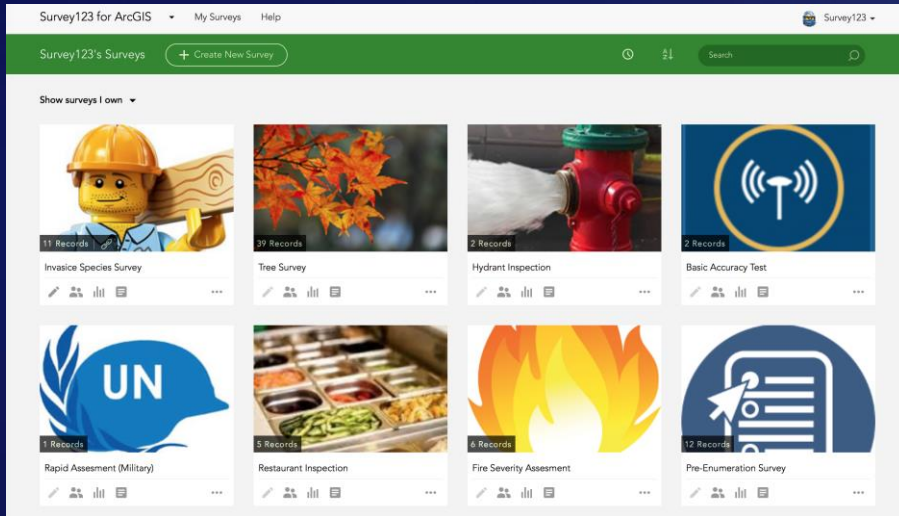 Survey123 for ArcGIS My Surveys Help Survey123
Survey123's Surveys + Create New Survey Search
Show surveys I own
11 Records
39 Records
2 Records
2 Records
Invasice Species Survey
Tree Survey
Hydrant Inspection
Basic Accuracy Test
UN
1 Records
5 Records
6 Records
12 Records
Rapid Assesment (Military)
Restaurant Inspection
Fire Severity Assesment
Pre-Enumeration Survey